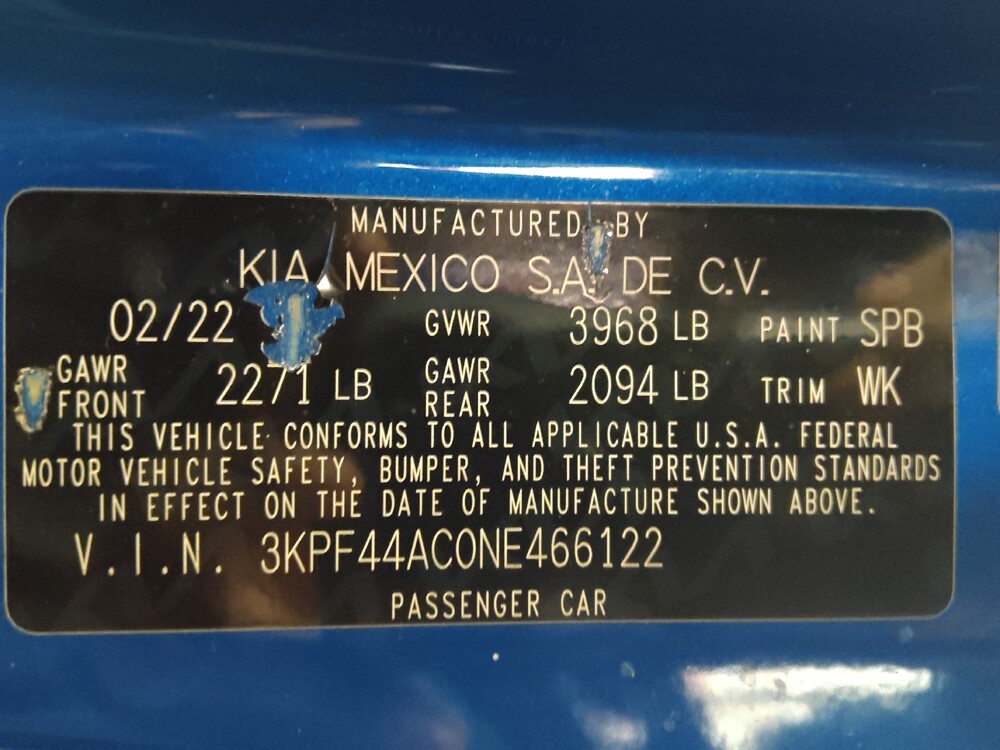 MANUFACTURED BY
KIA MEXICO S.A. DE C.V.
02/22 GVWR 3968 LB PAINT SPB
GAWR FRONT 2271 LB GAWR REAR 2094 LB TRIM WK
THIS VEHICLE CONFORMS TO ALL APPLICABLE U.S.A. FEDERAL
MOTOR VEHICLE SAFETY, BUMPER, AND THEFT PREVENTION STANDARDS
IN EFFECT ON THE DATE OF MANUFACTURE SHOWN ABOVE.
V.I.N. 3KPF44AC0NE466122
PASSENGER CAR